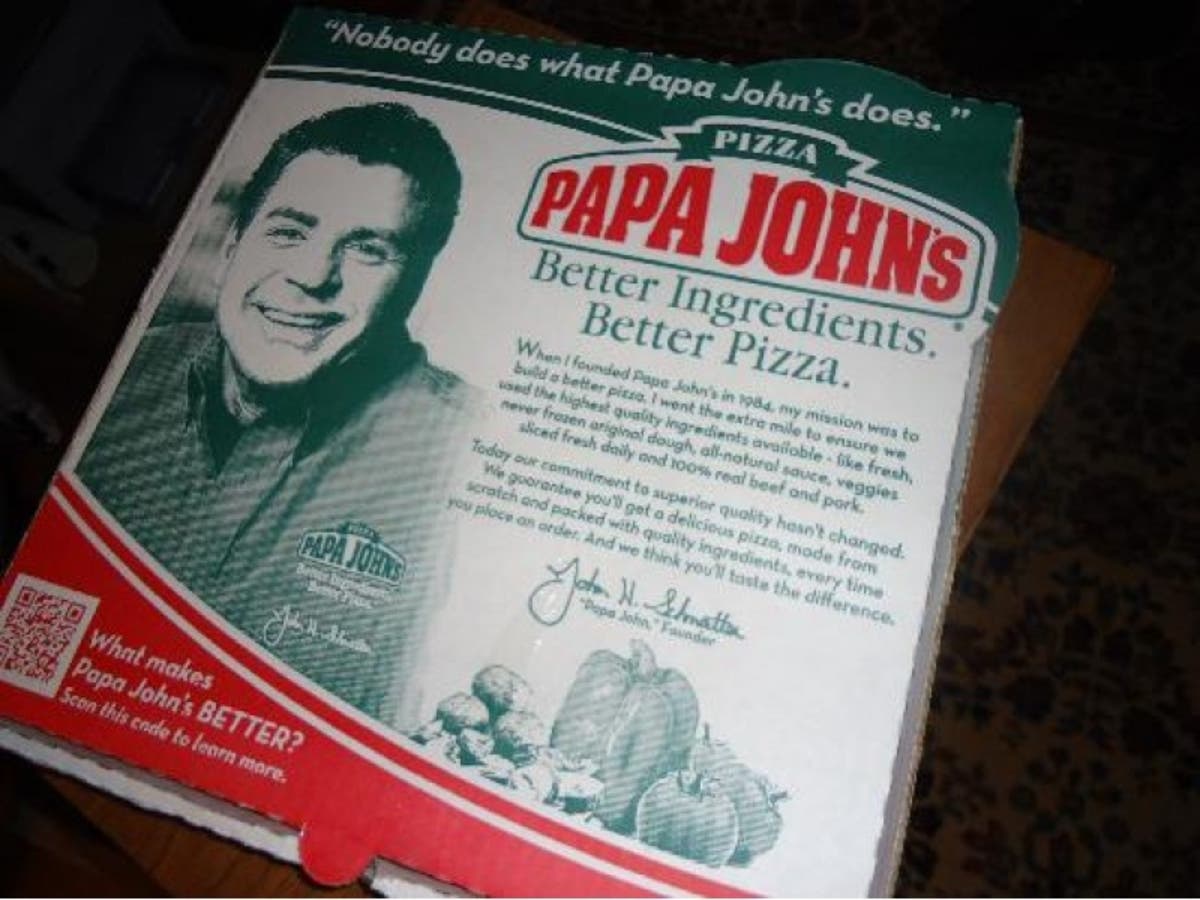 “Nobody does what Papa John's does.”
PIZZA
PAPA JOHN'S
Better Ingredients.
Better Pizza.
When I founded Papa John's in 1984, my mission was to
build a better pizza. I went the extra mile to ensure we
used the highest quality ingredients available - like fresh,
never frozen original dough, all-natural sauce, veggies
sliced fresh daily and 100% real beef and pork.
Today our commitment to superior quality hasn't changed.
We guarantee you'll get a delicious pizza, made from
scratch and packed with quality ingredients, every time
you place an order. And we think you'll taste the difference.
John H. Schnatter
"Papa John," Founder
PIZZA
PAPA JOHN'S
John H. Schnatter
What makes
Papa John's BETTER?
Scan this code to learn more.